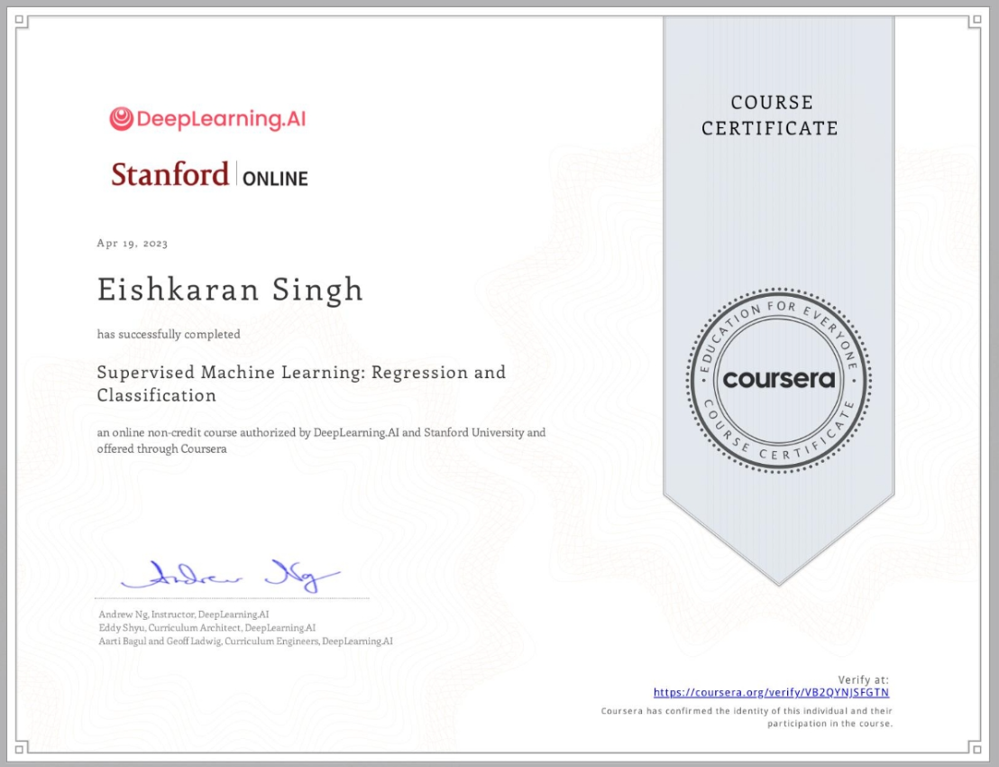 DeepLearning.AI
Stanford ONLINE
Apr 19, 2023
Eishkaran Singh
has successfully completed
Supervised Machine Learning: Regression and
Classification
an online non-credit course authorized by DeepLearning.AI and Stanford University and
offered through Coursera
Andrew Ng
Andrew Ng, Instructor, DeepLearning.AI
Eddy Shyu, Curriculum Architect, DeepLearning.AI
Aarti Bagul and Geoff Ladwig, Curriculum Engineers, DeepLearning.AI
COURSE
CERTIFICATE
EDUCATION FOR EVERYONE
coursera
COURSE CERTIFICATE
Verify at:
https://coursera.org/verify/VB2QYNJSFGTN
Coursera has confirmed the identity of this individual and their
participation in the course.